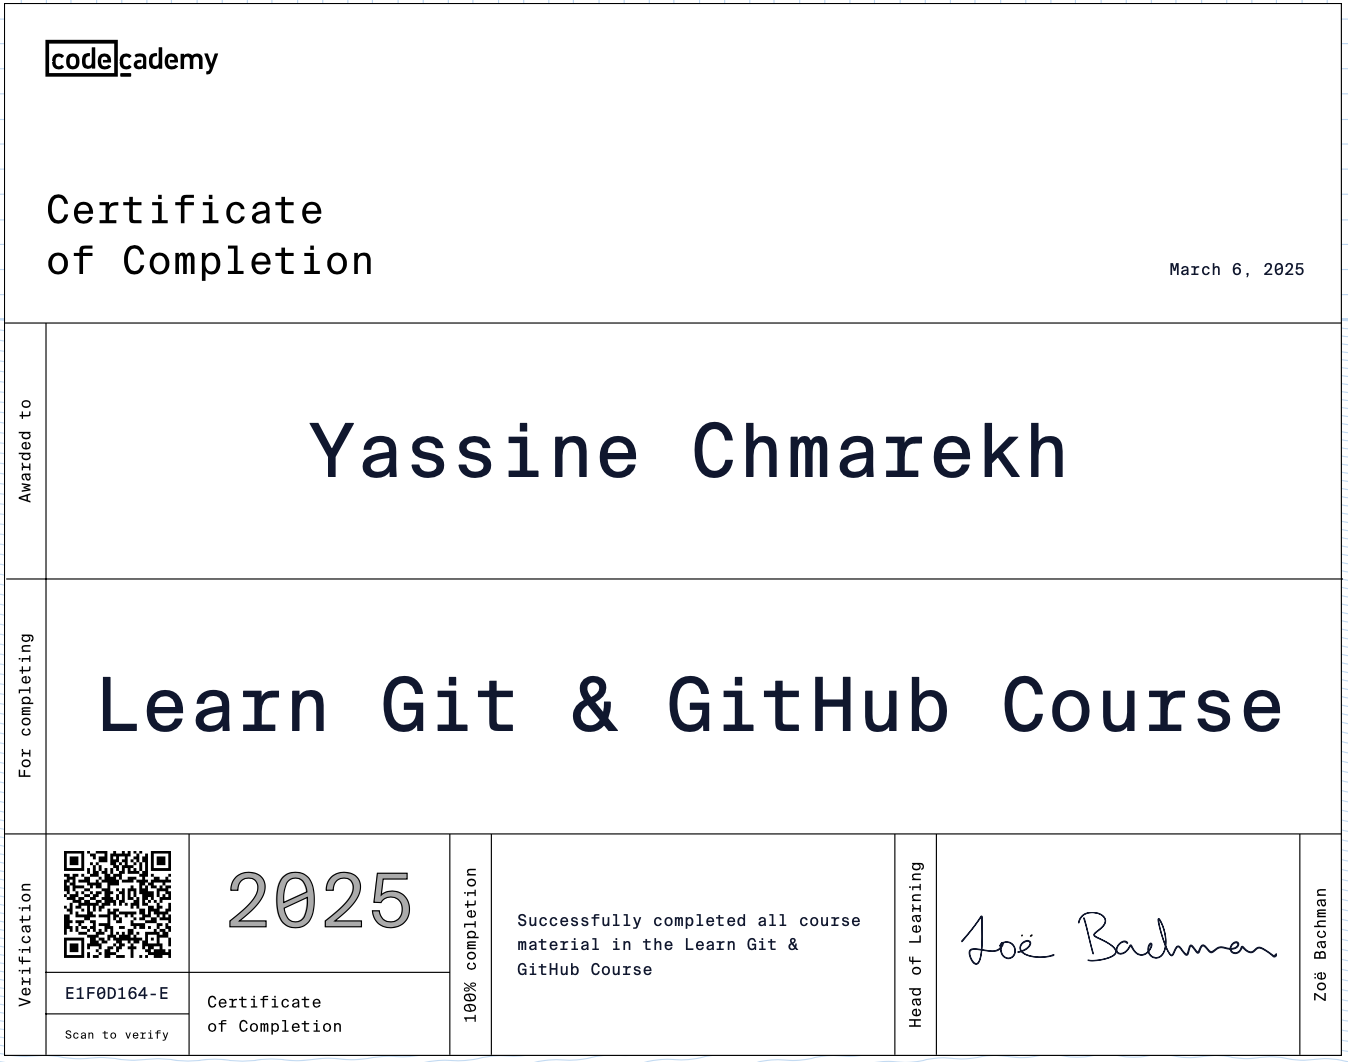 codecademy
Certificate
of Completion
March 6, 2025
Awarded to
Yassine Chmarekh
For completing
Learn Git & GitHub Course
Verification
E1F0D164-E
Scan to verify
2025
Certificate
of Completion
100% completion
Successfully completed all course
material in the Learn Git &
GitHub Course
Head of Learning
Zoë Bachman
Zoë Bachman